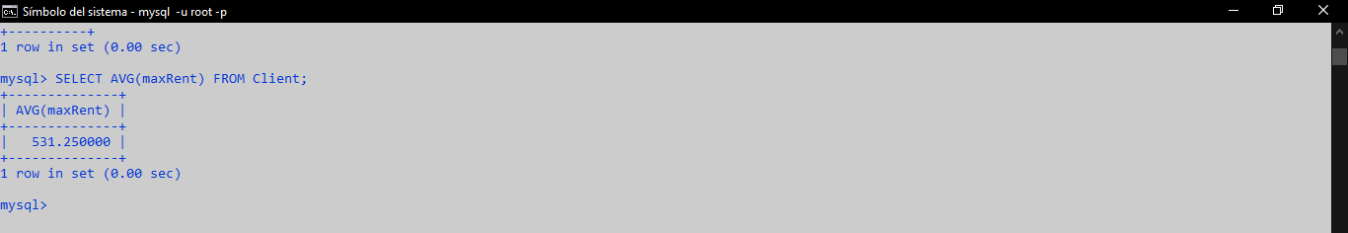 Símbolo del sistema - mysql -u root -p
+----------+
1 row in set (0.00 sec)
mysql> SELECT AVG(maxRent) FROM Client;
+--------------+
| AVG(maxRent) |
+--------------+
|   531.250000 |
+--------------+
1 row in set (0.00 sec)
mysql>